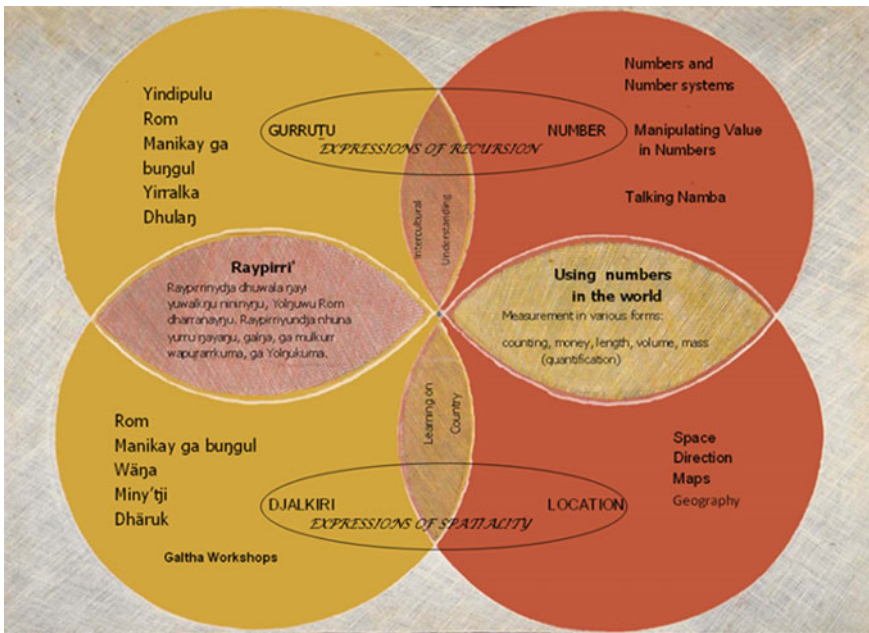 Yindipulu
Rom
Manikay ga
buŋgul
Yirralka
Dhulaŋ
GURRUṮU
NUMBER
EXPRESSIONS OF RECURSION
Numbers and
Number systems
Manipulating Value
in Numbers
Talking Namba
Intercultural
Understanding
Raypirri'
Raypirrinydja dhuwala ŋayi
yuwalkŋu nininyŋu, Yolŋuwu Rom
dharranayŋu. Raypirriyundja nhuna
yurru ŋayaŋu, galŋa, ga mulkurr
wapurarrkuma, ga Yolŋukuma.
Using numbers
in the world
Measurement in various forms:
counting, money, length, volume, mass
(quantification)
Learning on
Country
Rom
Manikay ga buŋgul
Wäŋa
Miny'tji
Dhäruk
Galtha Workshops
DJALKIRI
LOCATION
EXPRESSIONS OF SPATIALITY
Space
Direction
Maps
Geography